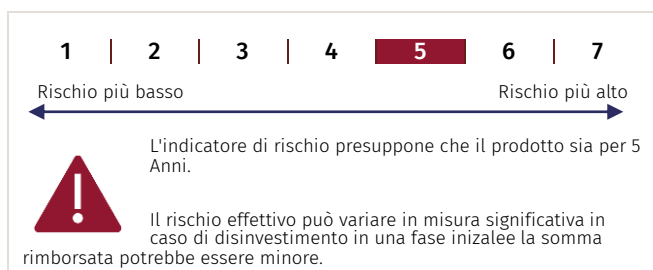 1 2 3 4 5 6 7
Rischio più basso Rischio più alto
L'indicatore di rischio presuppone che il prodotto sia per 5
Anni.
Il rischio effettivo può variare in misura significativa in
caso di disinvestimento in una fase inizalee la somma
rimborsata potrebbe essere minore.